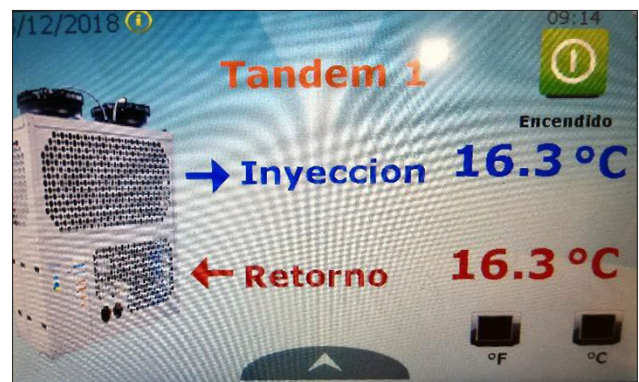 /12/2018
09:14
Tandem 1
Encendido
Inyeccion 16.3 °C
Retorno 16.3 °C
°F °C